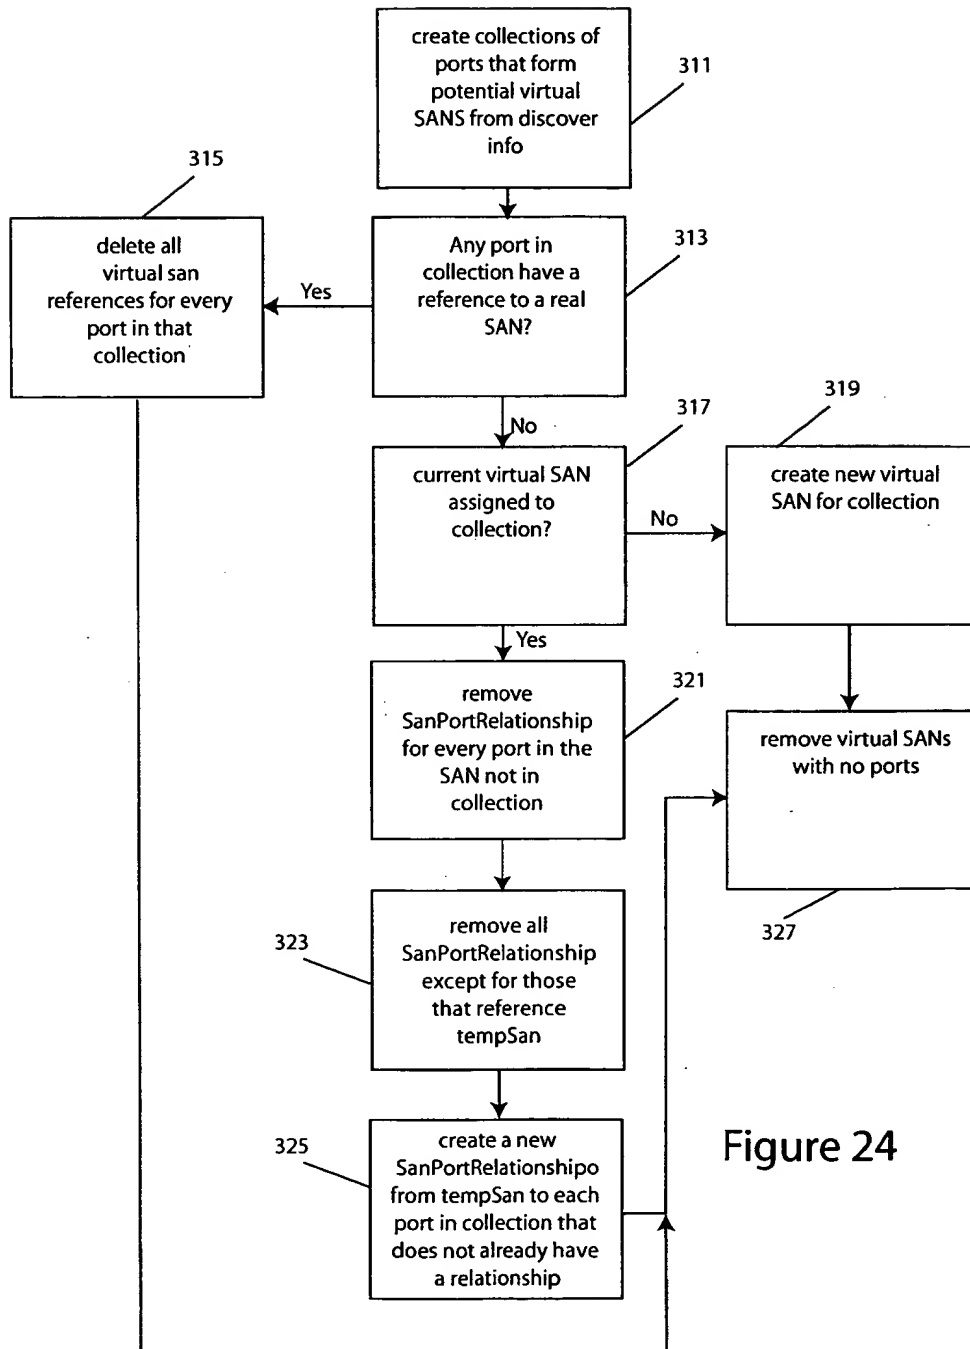 create collections of
ports that form
potential virtual
SANS from discover
info
311
315
delete all
virtual san
references for every
port in that
collection
Yes
Any port in
collection have a
reference to a real
SAN?
313
No
317
319
current virtual SAN
assigned to
collection?
No
create new virtual
SAN for collection
Yes
remove
SanPortRelationship
for every port in the
SAN not in
collection
321
remove virtual SANs
with no ports
327
323
remove all
SanPortRelationship
except for those
that reference
tempSan
325
create a new
SanPortRelationshipo
from tempSan to each
port in collection that
does not already have
a relationship
Figure 24